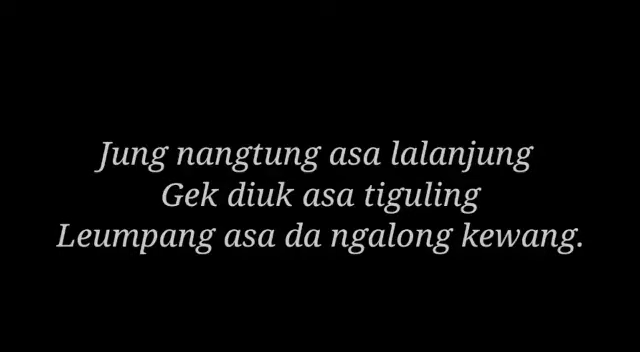 Jung nangtung asa lalanjung
Gek diuk asa tiguling
Leumpang asa da ngalong kewang.